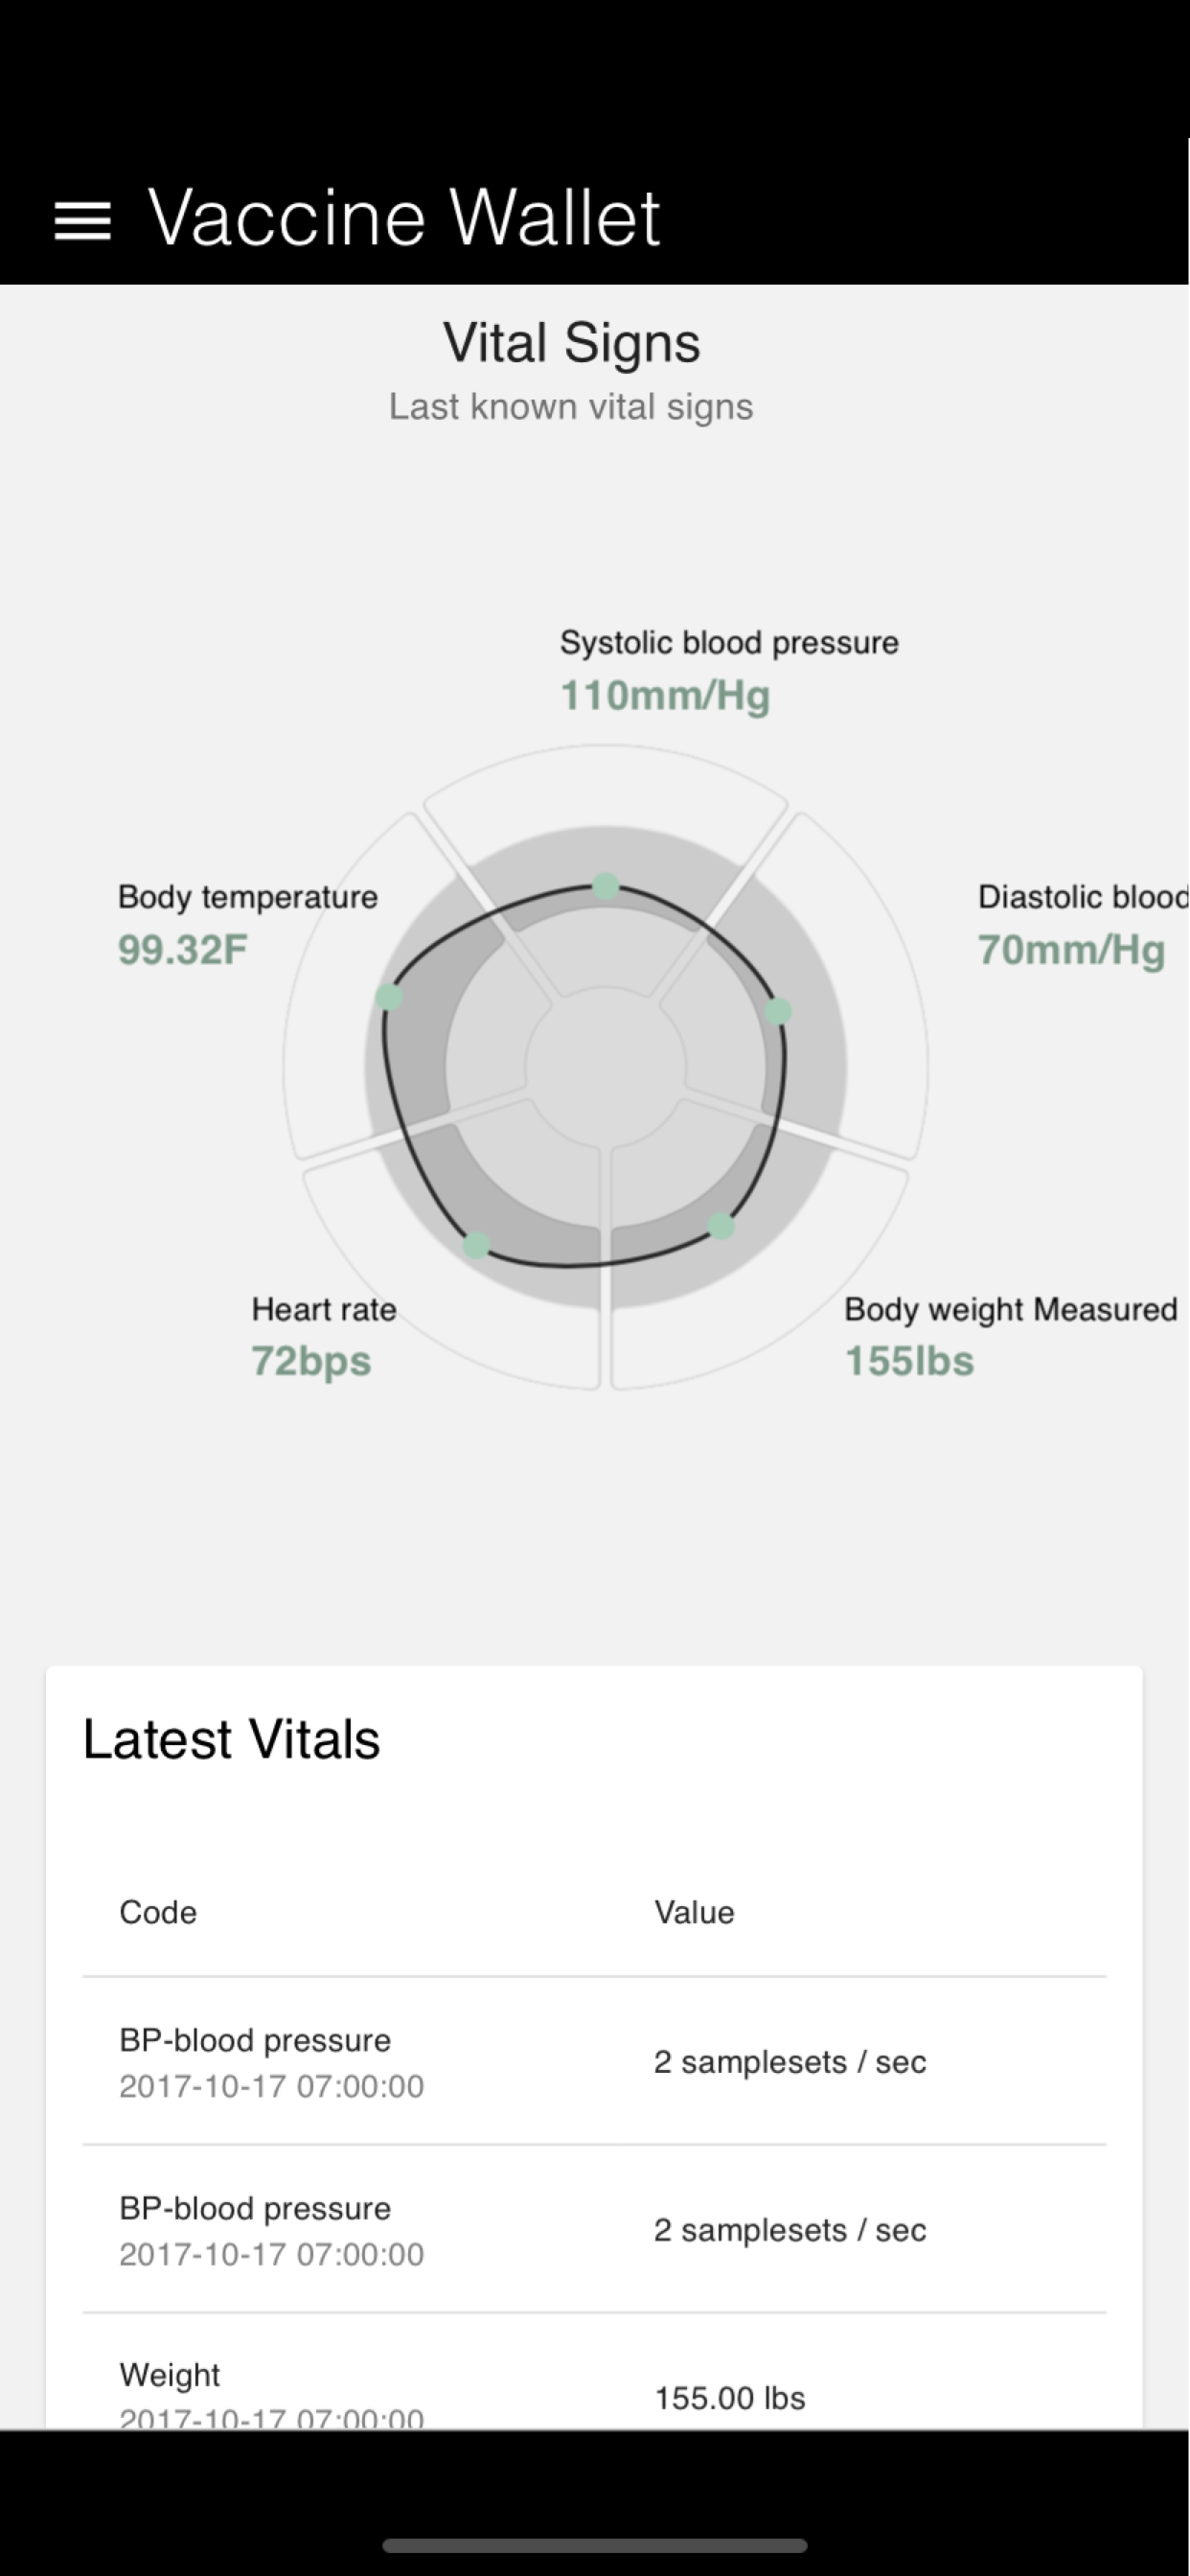 Vaccine Wallet
Vital Signs
Last known vital signs
Systolic blood pressure
110mm/Hg
Body temperature
99.32F
Diastolic blood
70mm/Hg
Heart rate
72bps
Body weight Measured
155lbs
Latest Vitals
Code Value
BP-blood pressure
2017-10-17 07:00:00
2 samplesets / sec
BP-blood pressure
2017-10-17 07:00:00
2 samplesets / sec
Weight
2017-10-17 07:00:00
155.00 lbs